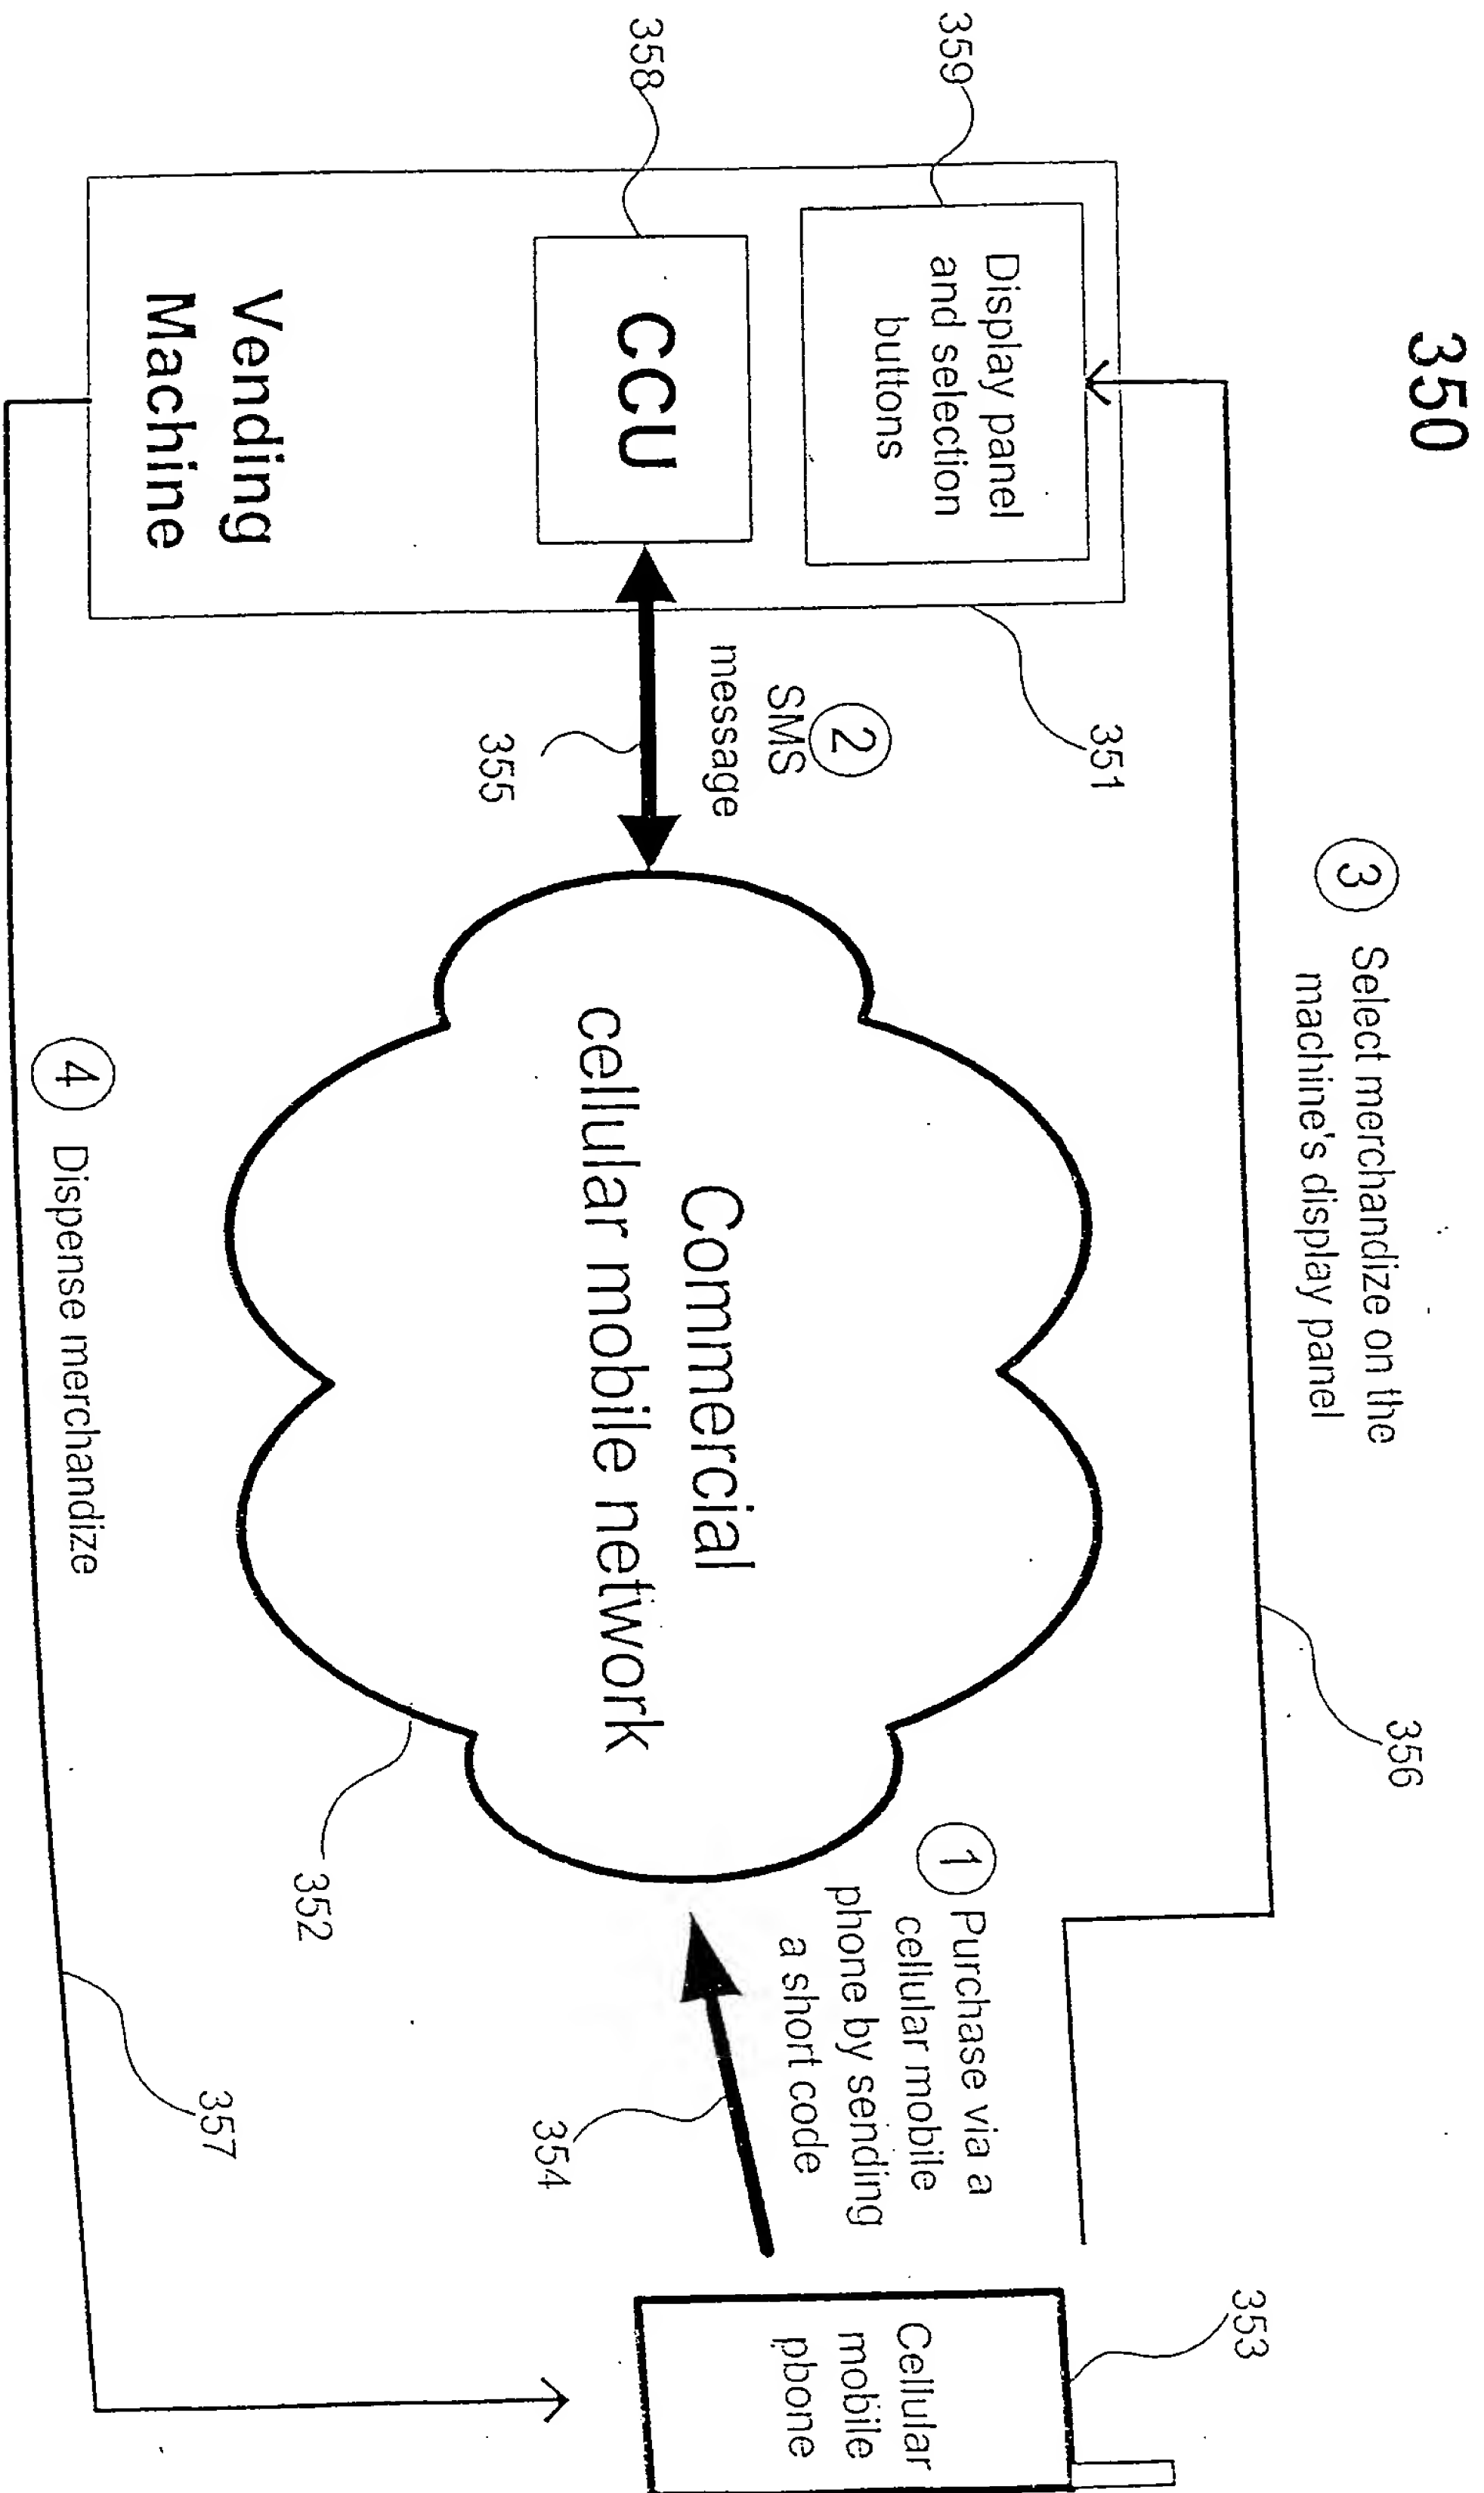 350
③ Select merchandize on the
machine's display panel
356
353
359
Display panel
and selection
buttons
351
① Purchase via a
cellular mobile
phone by sending
a short code
②
SMS
message
358
CCU
355
Commercial
cellular mobile network
354
Cellular
mobile
pbone
352
Vending
Machine
357
④ Dispense merchandize